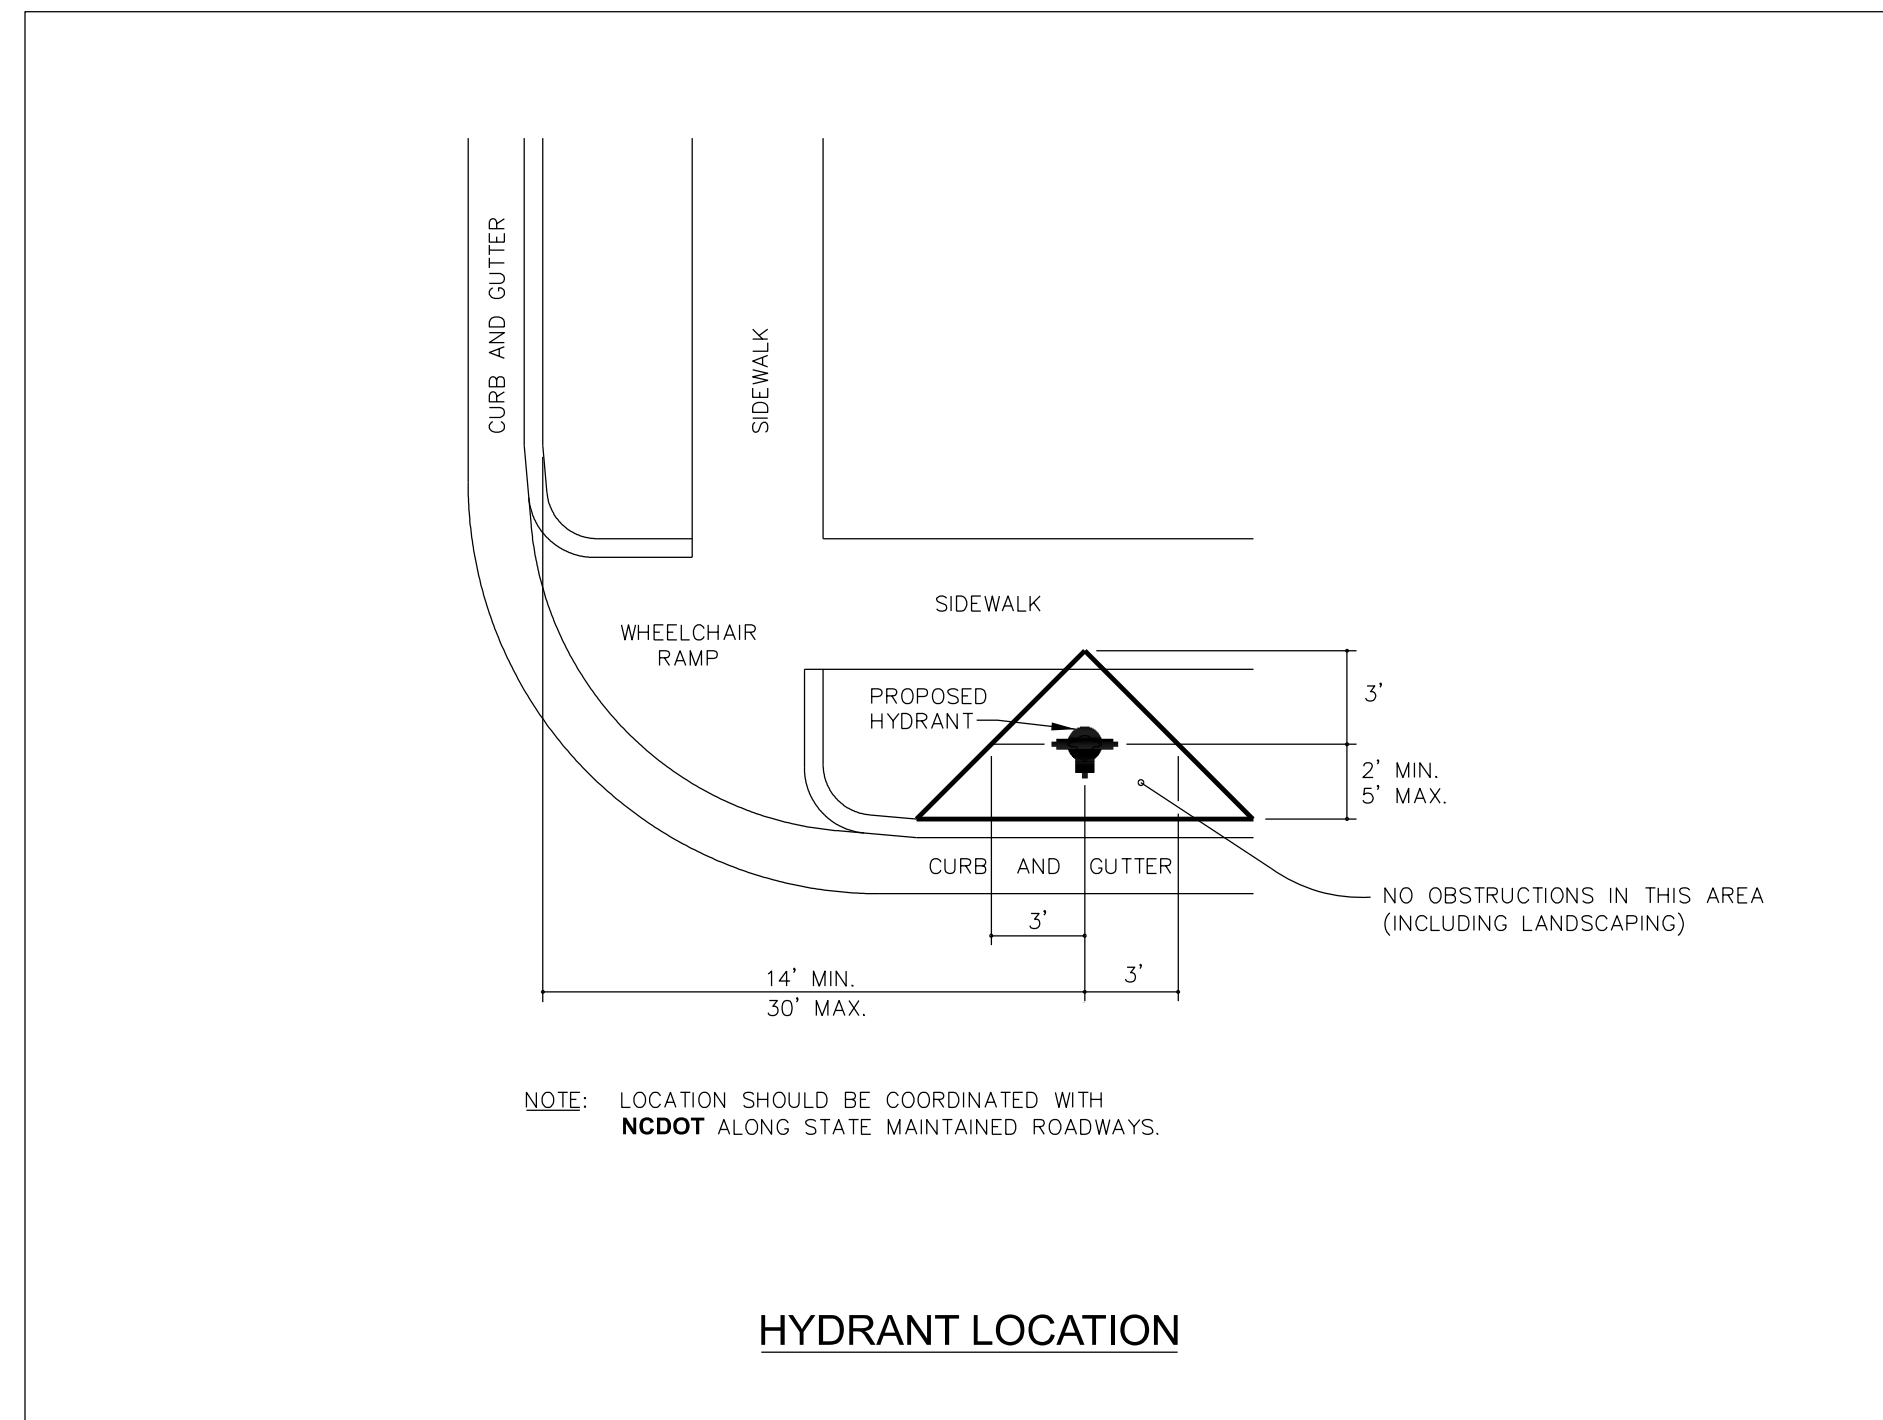 CURB AND GUTTER
SIDEWALK
SIDEWALK
WHEELCHAIR
RAMP
PROPOSED
HYDRANT
3'
2' MIN.
5' MAX.
CURB AND GUTTER
NO OBSTRUCTIONS IN THIS AREA
(INCLUDING LANDSCAPING)
3'
3'
14' MIN.
30' MAX.
NOTE: LOCATION SHOULD BE COORDINATED WITH
NCDOT ALONG STATE MAINTAINED ROADWAYS.
HYDRANT LOCATION